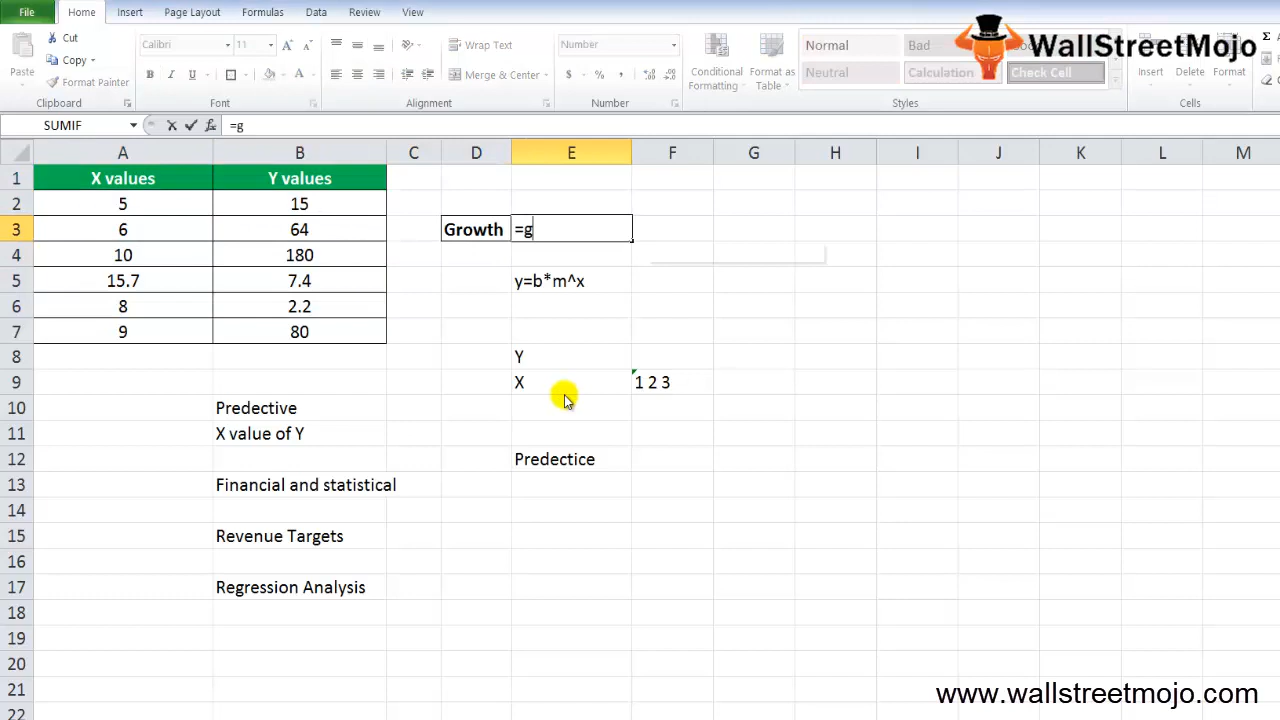 File Home Insert Page Layout Formulas Data Review View
WallStreetMojo
Paste Cut Copy Format Painter Clipboard
Calibri 11 B I U A Font
Wrap Text Merge & Center Alignment
Number $ % , Number
Conditional Formatting Format as Table
Normal Bad Neutral Calculation Check Cell Styles
Insert Delete Format Cells
SUMIF fx =g
A B C D E F G H I J K L M
1 X values Y values
2 5 15
3 6 64 Growth =g
4 10 180
5 15.7 7.4 y=b*m^x
6 8 2.2
7 9 80
8 Y
9 X 1 2 3
10 Predective
11 X value of Y
12 Predectice
13 Financial and statistical
14
15 Revenue Targets
16
17 Regression Analysis
18
19
20
21
22
www.wallstreetmojo.com